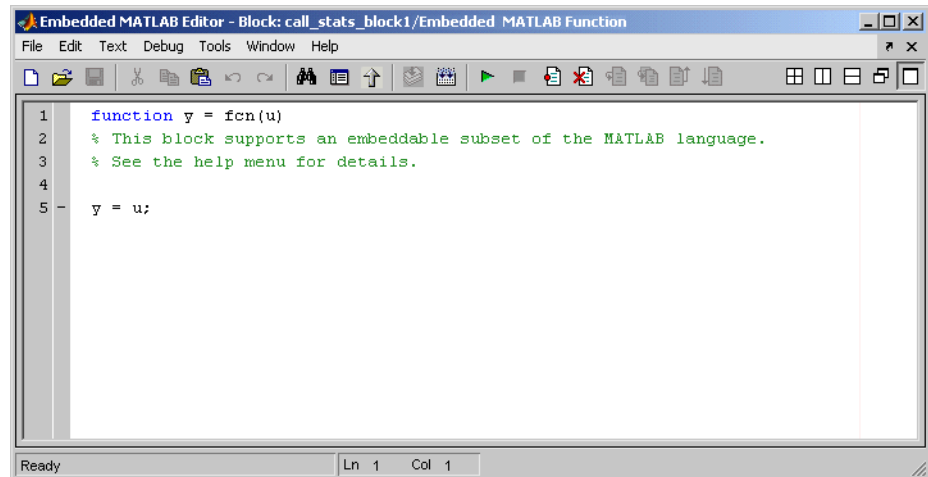 Embedded MATLAB Editor - Block: call_stats_block1/Embedded MATLAB Function
File Edit Text Debug Tools Window Help
1 function y = fcn(u)
2 % This block supports an embeddable subset of the MATLAB language.
3 % See the help menu for details.
4
5 - y = u;
Ready Ln 1 Col 1